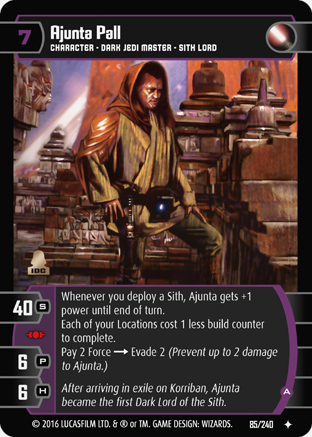 7
Ajunta Pall
CHARACTER • DARK JEDI MASTER • SITH LORD
IDC
40 S
6 P
6 H
Whenever you deploy a Sith, Ajunta gets +1
power until end of turn.
Each of your Locations cost 1 less build counter
to complete.
Pay 2 Force → Evade 2 (Prevent up to 2 damage
to Ajunta.)
After arriving in exile on Korriban, Ajunta
became the first Dark Lord of the Sith.
A
© 2016 LUCASFILM LTD. & ® or TM. GAME DESIGN: WIZARDS.
85/240